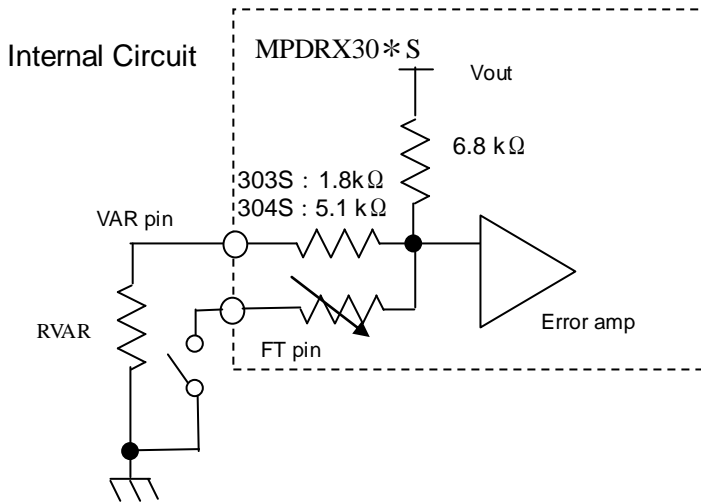 Internal Circuit
MPDRX30＊S
Vout
6.8 kΩ
303S : 1.8kΩ
304S : 5.1 kΩ
VAR pin
RVAR
FT pin
Error amp